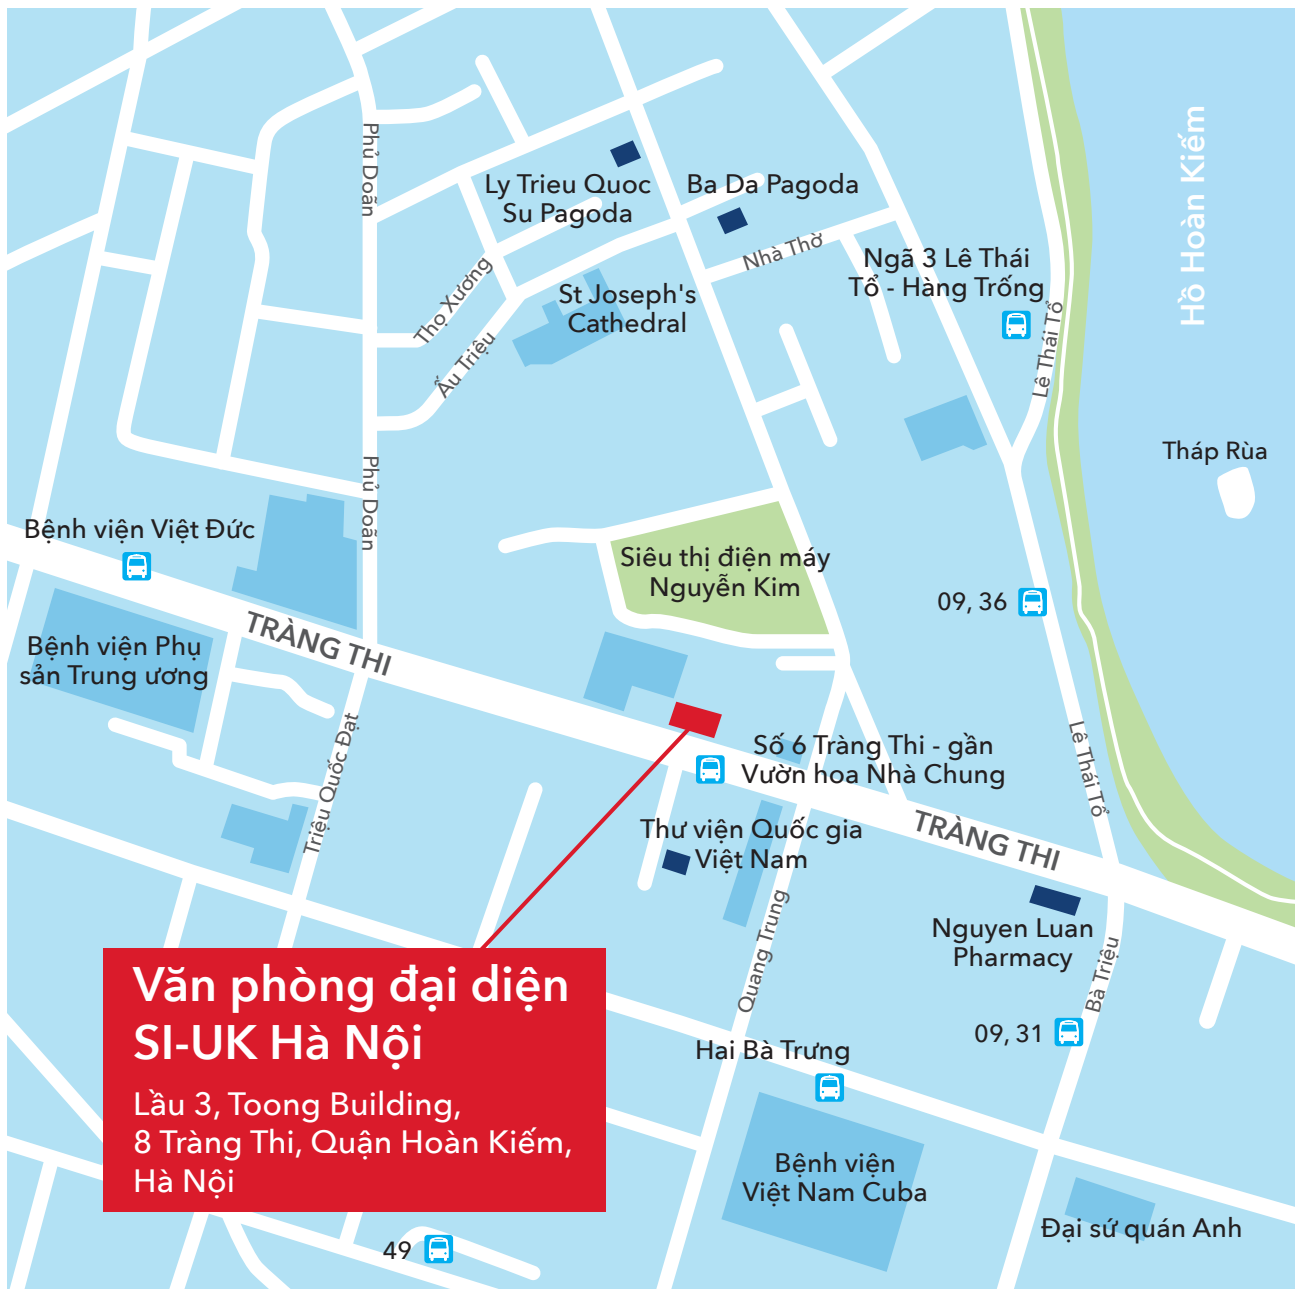 Phủ Doãn
Hồ Hoàn Kiếm
Ly Trieu Quoc
Su Pagoda
Ba Da Pagoda
Nhà Thờ
Ngã 3 Lê Thái
Tổ - Hàng Trống
Thọ Xương
St Joseph's
Cathedral
Lê Thái Tổ
Ấu Triệu
Tháp Rùa
Phủ Doãn
Bệnh viện Việt Đức
Siêu thị điện máy
Nguyễn Kim
09, 36
TRÀNG THI
Bệnh viện Phụ
sản Trung ương
Triệu Quốc Đạt
Số 6 Tràng Thi - gần
Vườn hoa Nhà Chung
Lê Thái Tổ
Thư viện Quốc gia
Việt Nam
TRÀNG THI
Quang Trung
Nguyen Luan
Pharmacy
Bà Triệu
Văn phòng đại diện
SI-UK Hà Nội
Lầu 3, Toong Building,
8 Tràng Thi, Quận Hoàn Kiếm,
Hà Nội
09, 31
Hai Bà Trưng
Bệnh viện
Việt Nam Cuba
Đại sứ quán Anh
49